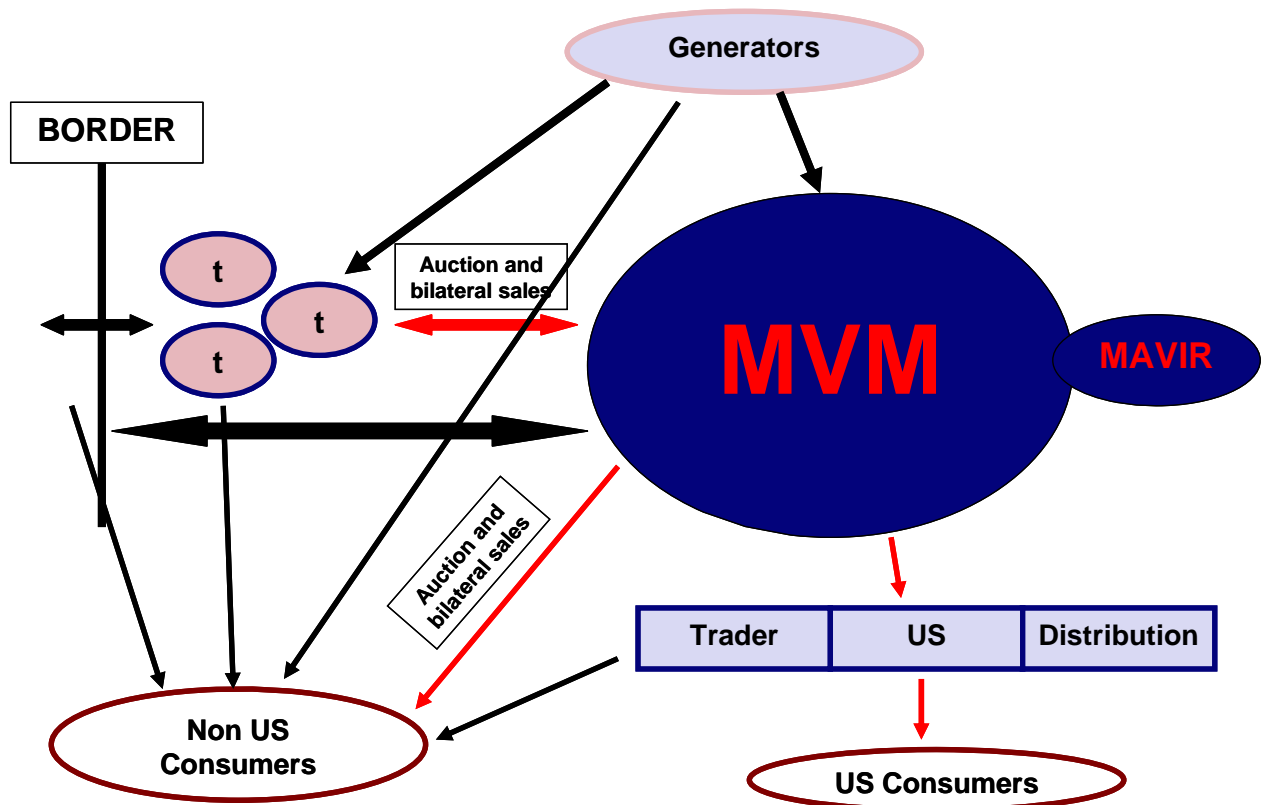 Generators
BORDER
t
t
t
Auction and
bilateral sales
MVM
MAVIR
Auction and
bilateral sales
Trader
US
Distribution
Non US
Consumers
US Consumers